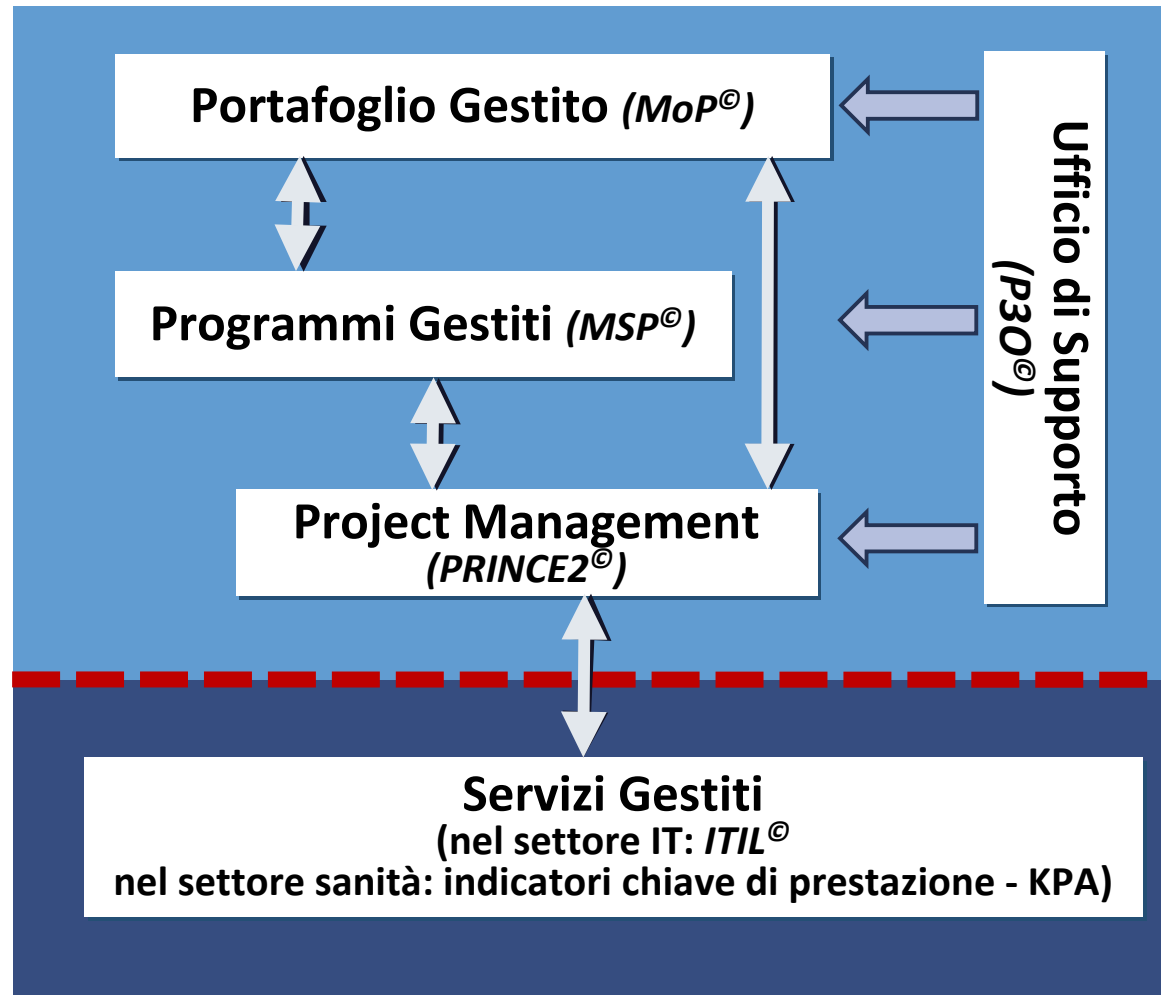 Portafoglio Gestito (MoP©)
Programmi Gestiti (MSP©)
Project Management
(PRINCE2©)
Ufficio di Supporto
(P3O©)
Servizi Gestiti
(nel settore IT: ITIL©
nel settore sanità: indicatori chiave di prestazione - KPA)